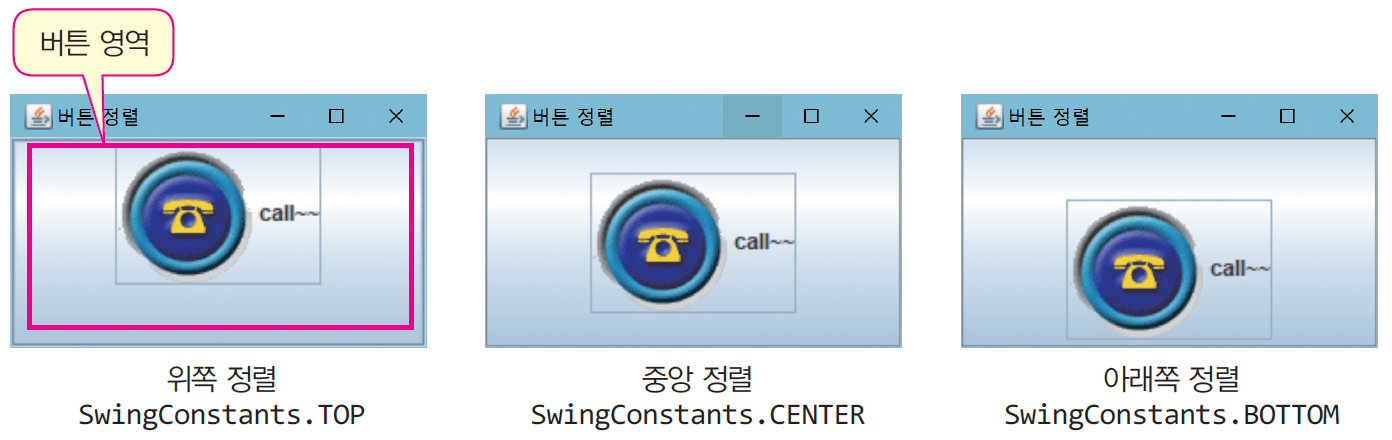 버튼 영역
버튼 정렬
call~~
위쪽 정렬
SwingConstants.TOP
버튼 정렬
call~~
중앙 정렬
SwingConstants.CENTER
버튼 정렬
call~~
아래쪽 정렬
SwingConstants.BOTTOM